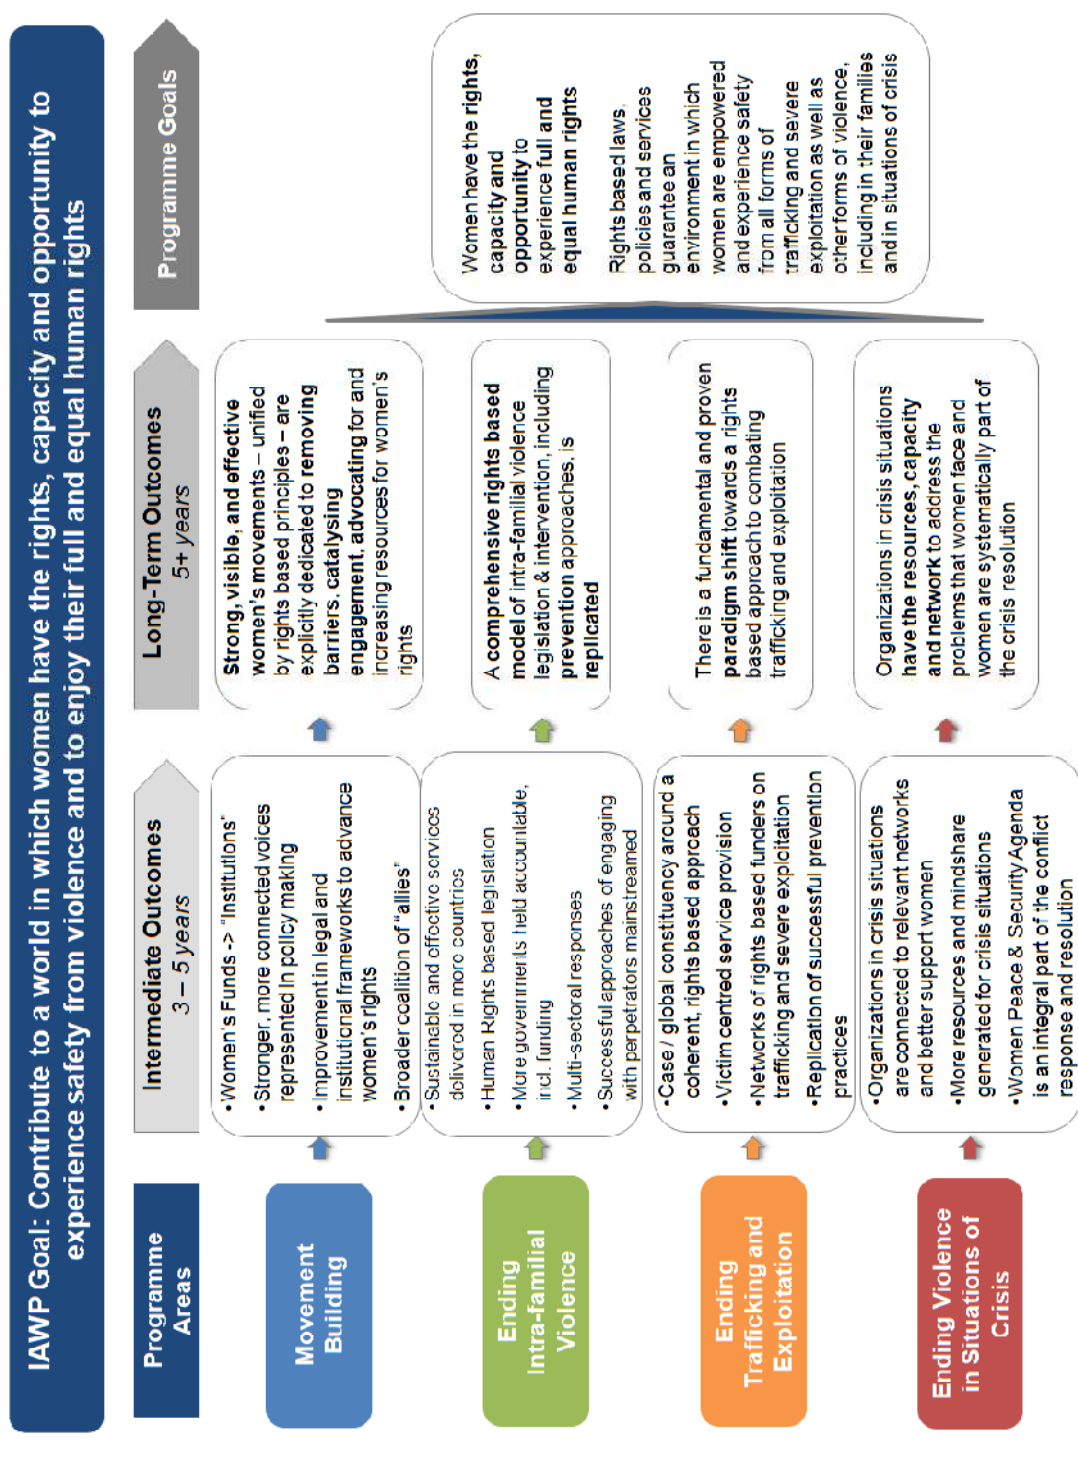 IAWP Goal: Contribute to a world in which women have the rights, capacity and opportunity to
experience safety from violence and to enjoy their full and equal human rights
Programme
Areas
Intermediate Outcomes
3 – 5 years
Long-Term Outcomes
5+ years
Programme Goals
Movement
Building
•Women's Funds -> "Institutions"
•Stronger, more connected voices
represented in policy making
•Improvement in legal and
institutional frameworks to advance
women's rights
•Broader coalition of "allies"
Strong, visible, and effective
women's movements – unified
by rights based principles – are
explicitly dedicated to removing
barriers, catalysing
engagement, advocating for and
increasing resources for women's
rights
Ending
Intra-familial
Violence
•Sustainable and effective services
delivered in more countries
•Human Rights based legislation
•More governments held accountable,
incl. funding
•Multi-sectoral responses
•Successful approaches of engaging
with perpetrators mainstreamed
A comprehensive rights based
model of intra-familial violence
legislation & intervention, including
prevention approaches, is
replicated
Ending
Trafficking and
Exploitation
•Case / global constituency around a
coherent, rights based approach
•Victim centred service provision
•Networks of rights based funders on
trafficking and severe exploitation
•Replication of successful prevention
practices
There is a fundamental and proven
paradigm shift towards a rights
based approach to combating
trafficking and exploitation
Ending Violence
in Situations of
Crisis
•Organizations in crisis situations
are connected to relevant networks
and better support women
•More resources and mindshare
generated for crisis situations
•Women Peace & Security Agenda
is an integral part of the conflict
response and resolution
Organizations in crisis situations
have the resources, capacity
and network to address the
problems that women face and
women are systematically part of
the crisis resolution
Women have the rights,
capacity and
opportunity to
experience full and
equal human rights
Rights based laws,
policies and services
guarantee an
environment in which
women are empowered
and experience safety
from all forms of
trafficking and severe
exploitation as well as
other forms of violence,
including in their families
and in situations of crisis